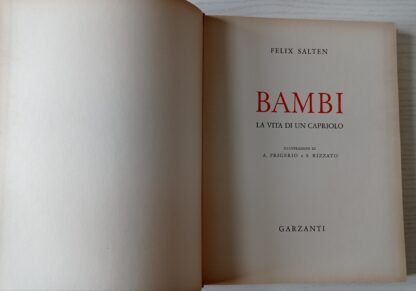 FELIX SALTEN
BAMBI
LA VITA DI UN CAPRIOLO
ILLUSTRAZIONI DI
A. FRIGERIO e S. RIZZATO
GARZANTI